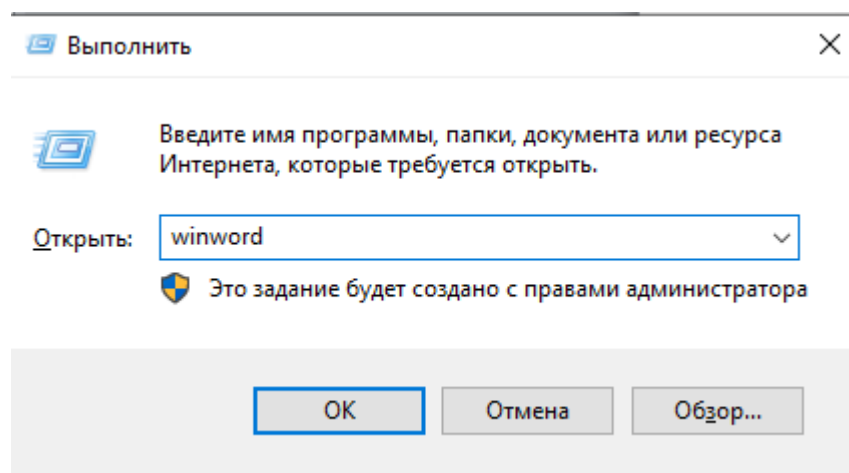 Выполнить
Введите имя программы, папки, документа или ресурса
Интернета, которые требуется открыть.
Открыть: winword
Это задание будет создано с правами администратора
ОК Отмена Обзор...